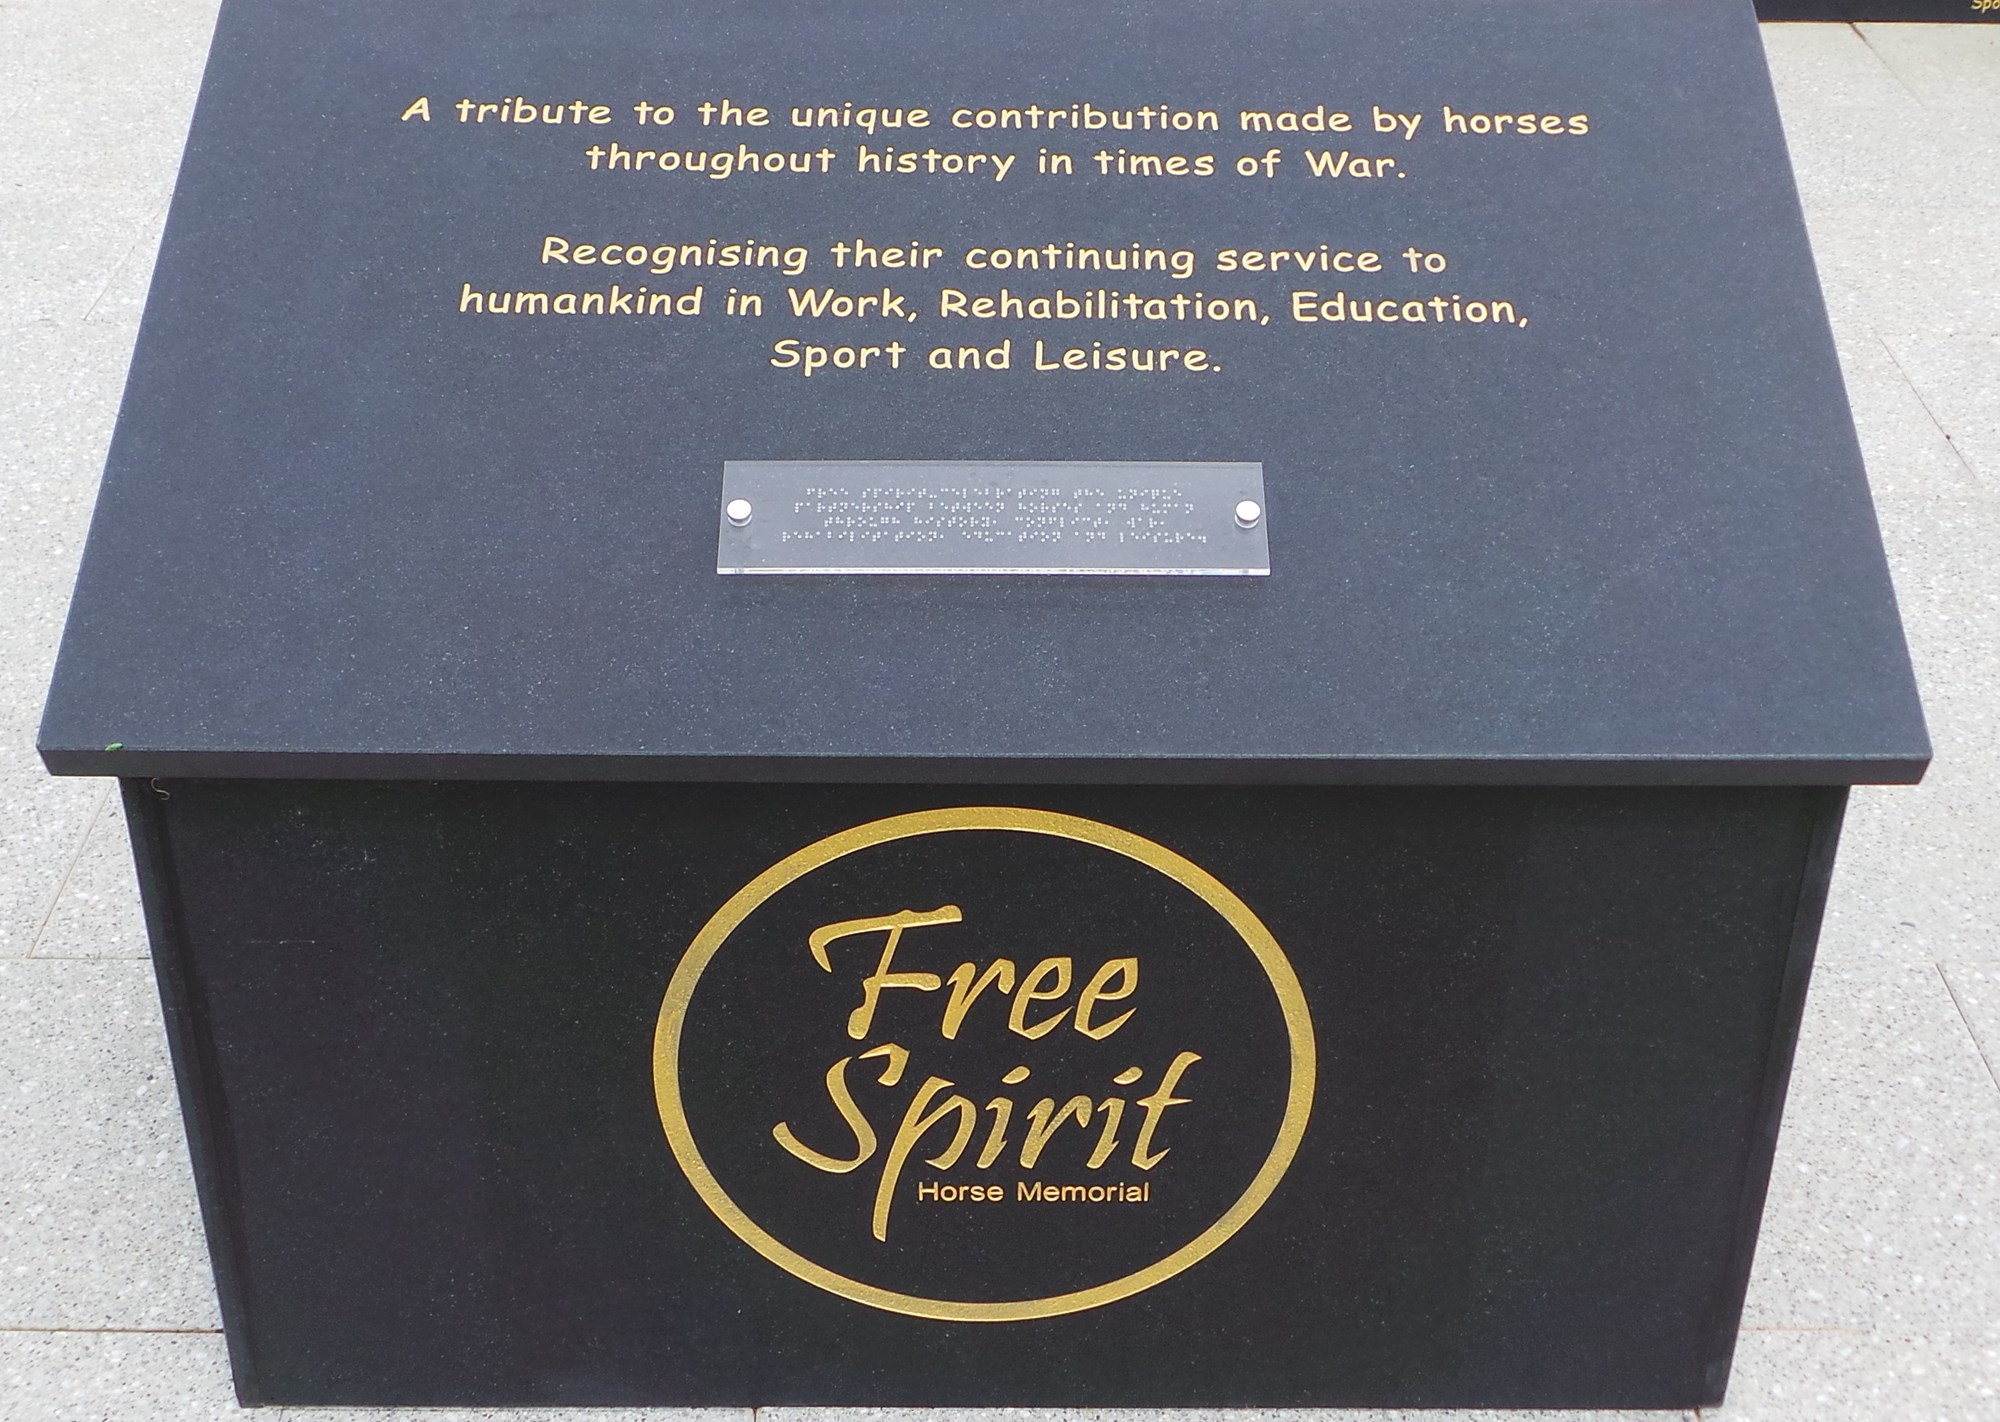 Spo
A tribute to the unique contribution made by horses
throughout history in times of War.
Recognising their continuing service to
humankind in Work, Rehabilitation, Education,
Sport and Leisure.
Free
Spirit
Horse Memorial